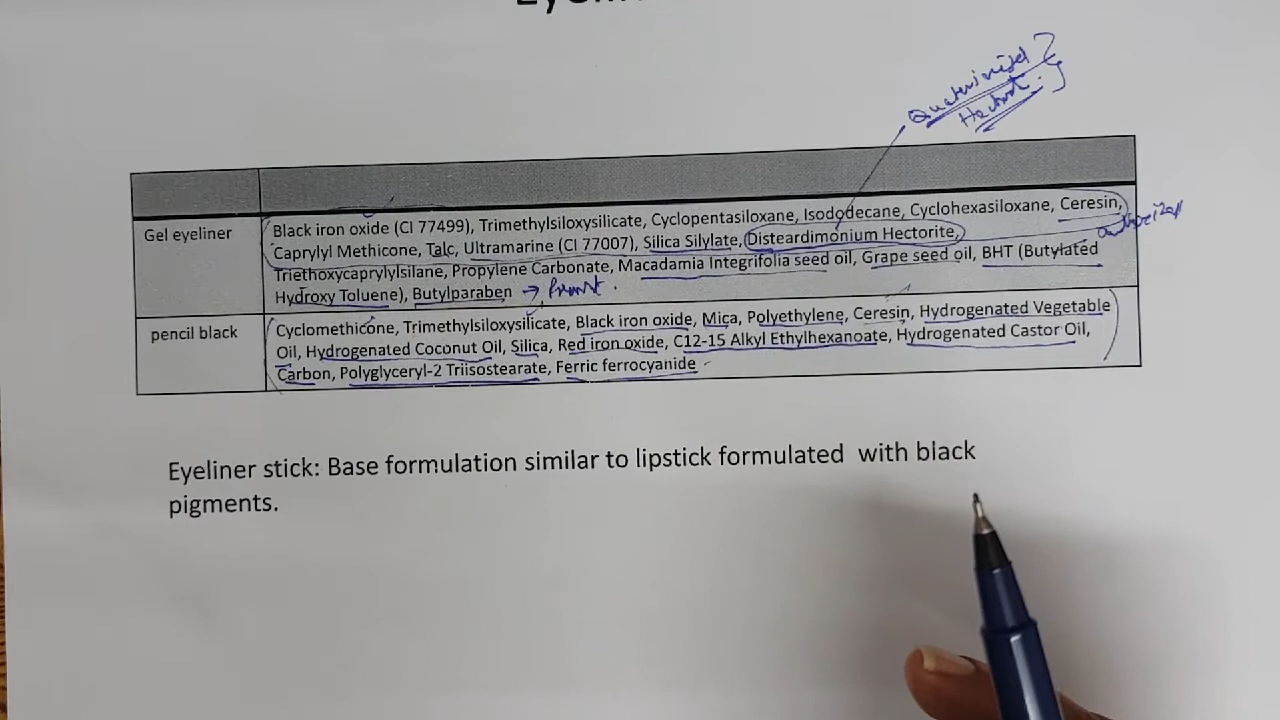 Quaternized
Hectorit.
Gel eyeliner
Black iron oxide (CI 77499), Trimethylsiloxysilicate, Cyclopentasiloxane, Isododecane, Cyclohexasiloxane, Ceresin,
Caprylyl Methicone, Talc, Ultramarine (CI 77007), Silica Silylate, Disteardimonium Hectorite,
Triethoxycaprylylsilane, Propylene Carbonate, Macadamia Integrifolia seed oil, Grape seed oil, BHT (Butylated
Hydroxy Toluene), Butylparaben →
pencil black
Cyclomethicone, Trimethylsiloxysilicate, Black iron oxide, Mica, Polyethylene, Ceresin, Hydrogenated Vegetable
Oil, Hydrogenated Coconut Oil, Silica, Red iron oxide, C12-15 Alkyl Ethylhexanoate, Hydrogenated Castor Oil,
Carbon, Polyglyceryl-2 Triisostearate, Ferric ferrocyanide
Eyeliner stick: Base formulation similar to lipstick formulated with black
pigments.